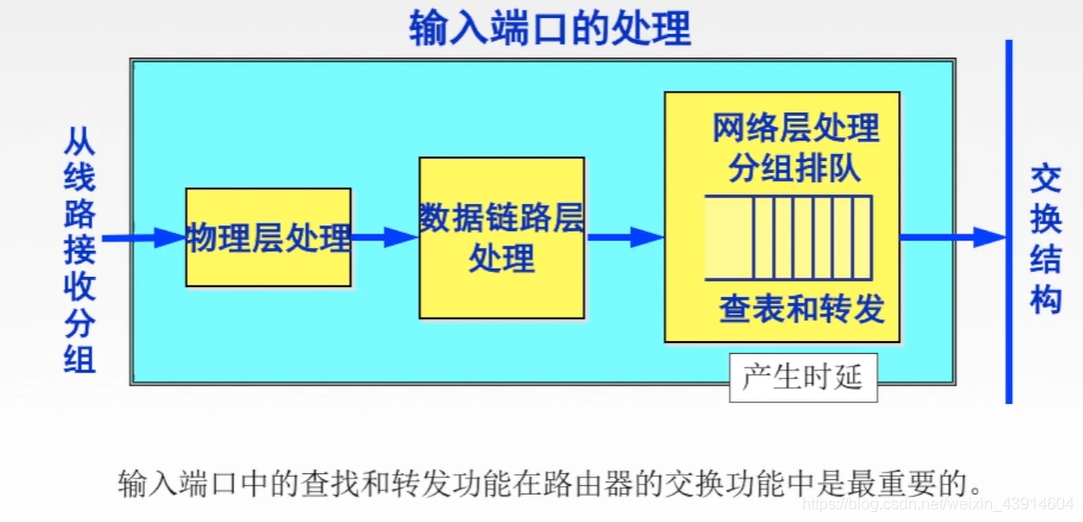 输入端口的处理
从线路接收分组
物理层处理
数据链路层
处理
网络层处理
分组排队
查表和转发
产生时延
交换结构
输入端口中的查找和转发功能在路由器的交换功能中是最重要的。
https://blog.csdn.net/weixin_43914604